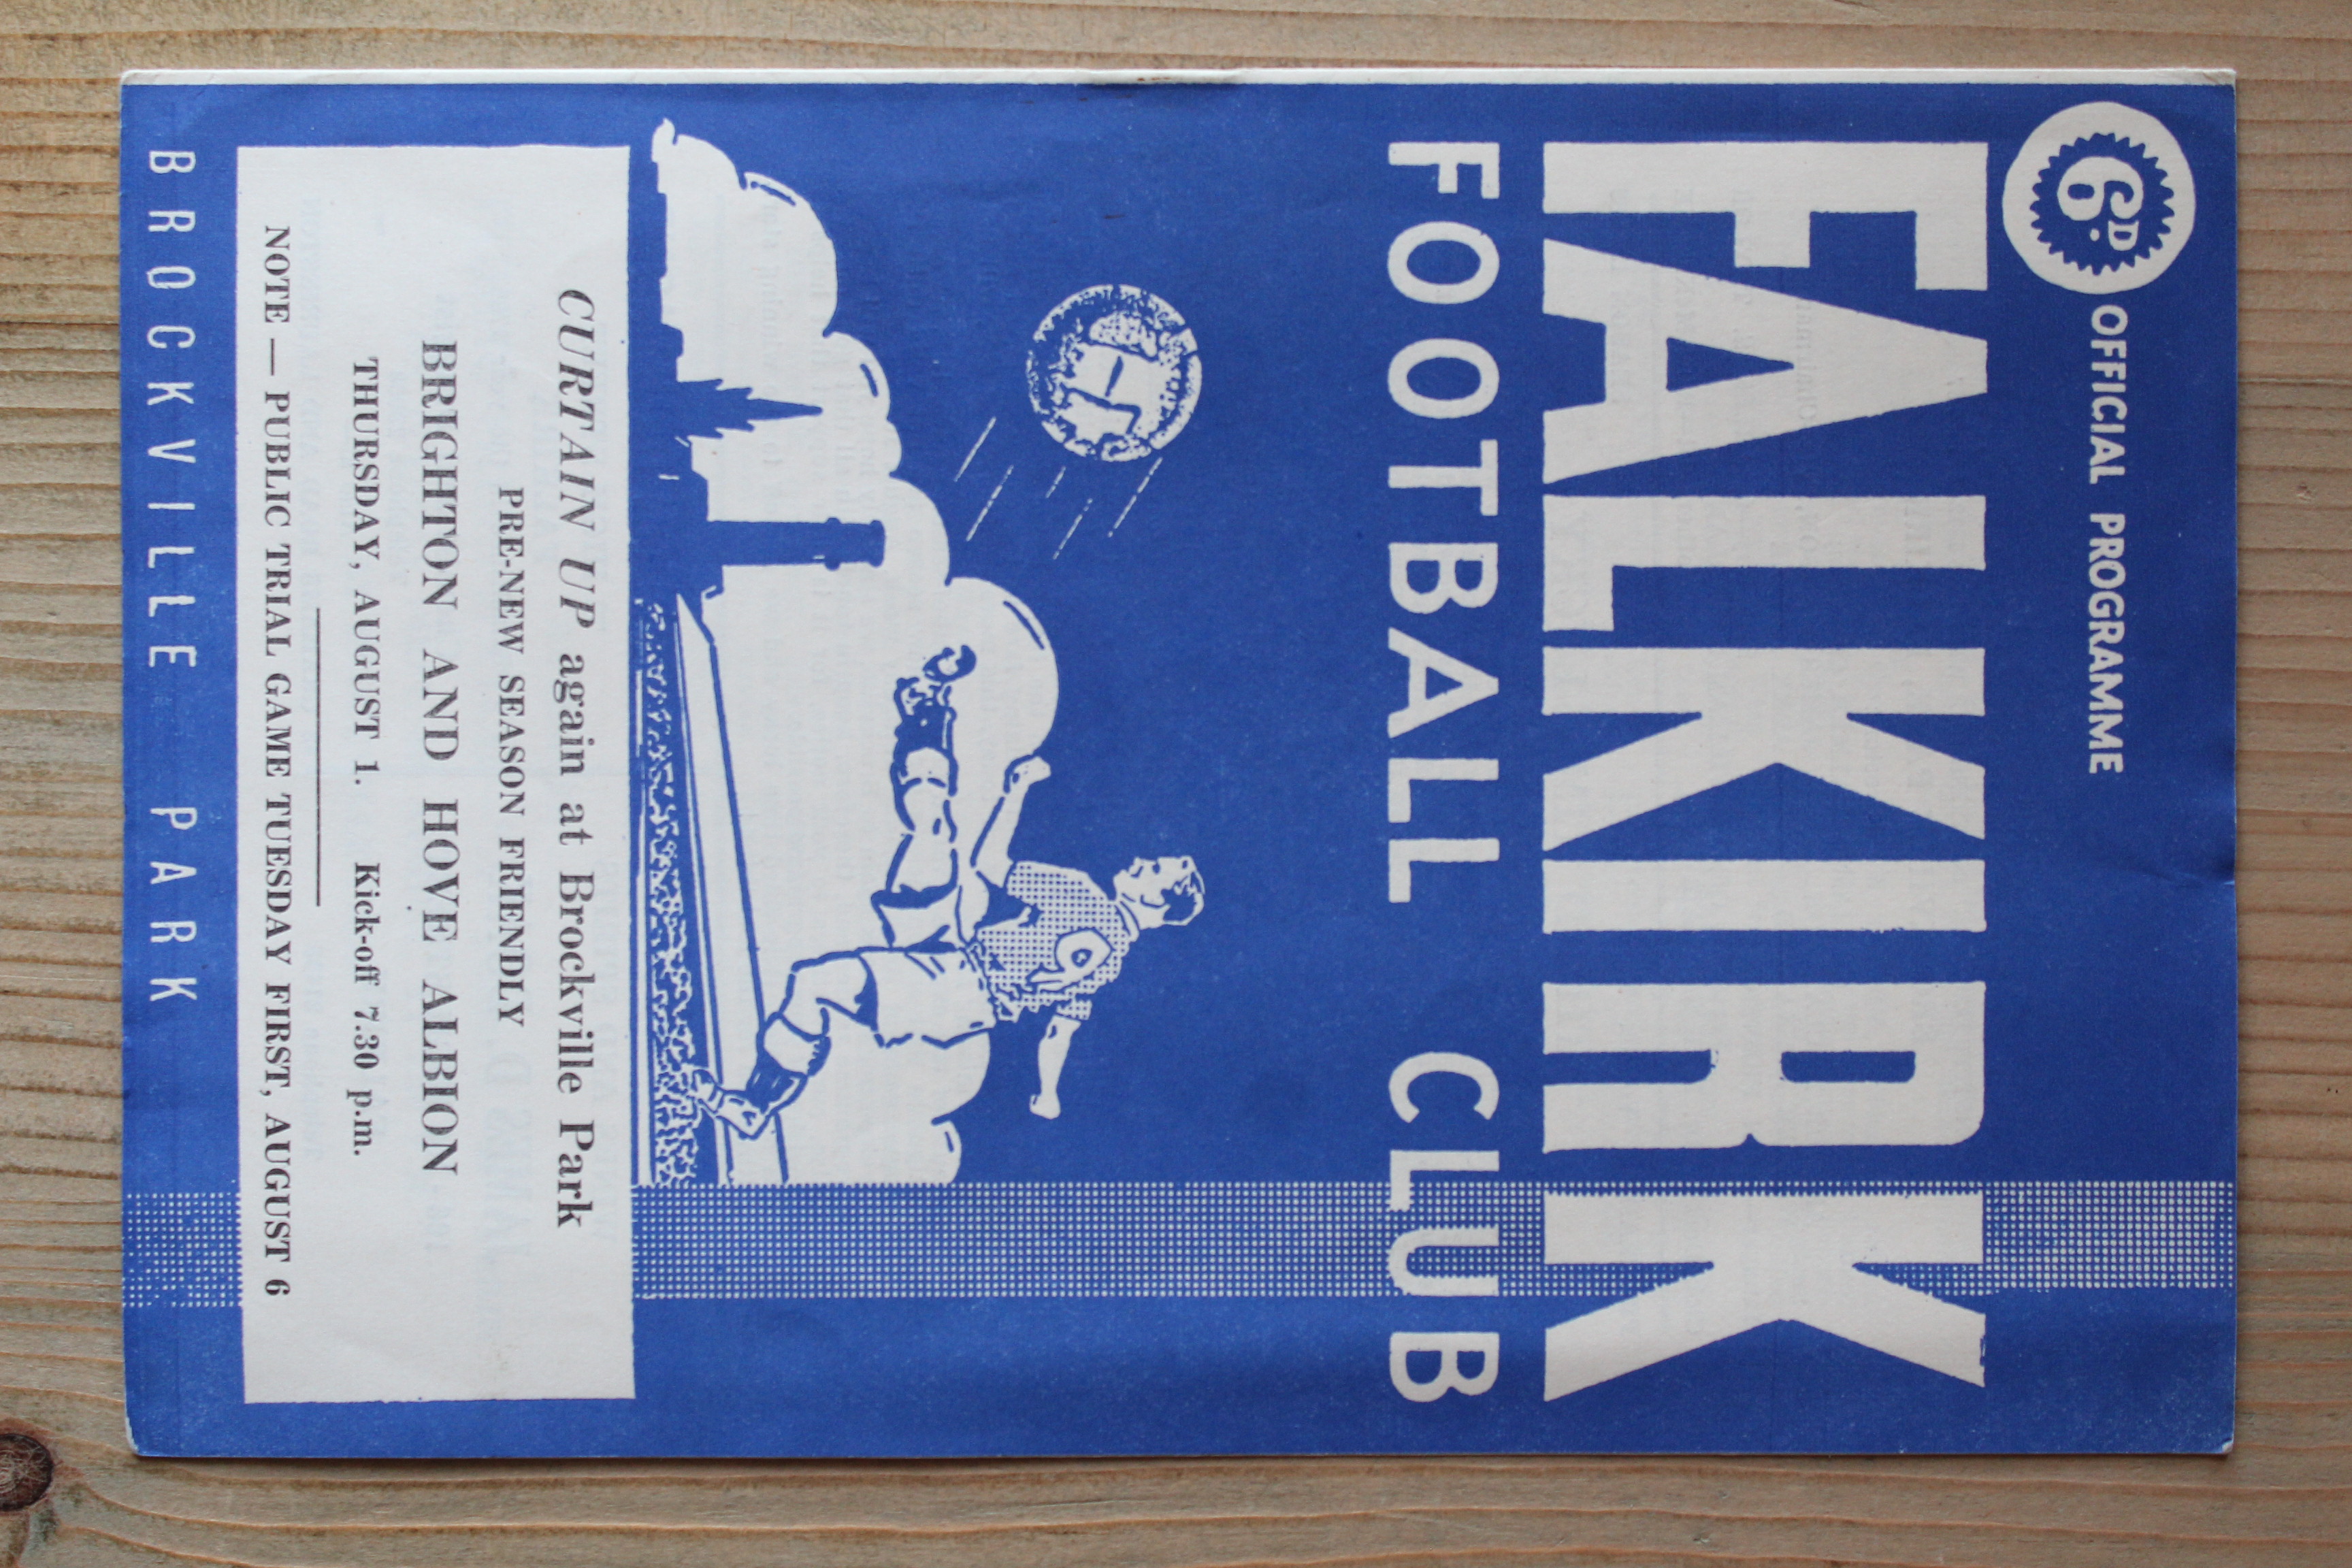 6D.
OFFICIAL PROGRAMME
FALKIRK
FOOTBALL CLUB
9
CURTAIN UP again at Brockville Park
PRE-NEW SEASON FRIENDLY
BRIGHTON AND HOVE ALBION
THURSDAY, AUGUST 1. Kick-off 7.30 p.m.
NOTE — PUBLIC TRIAL GAME TUESDAY FIRST, AUGUST 6
BROCKVILLE PARK